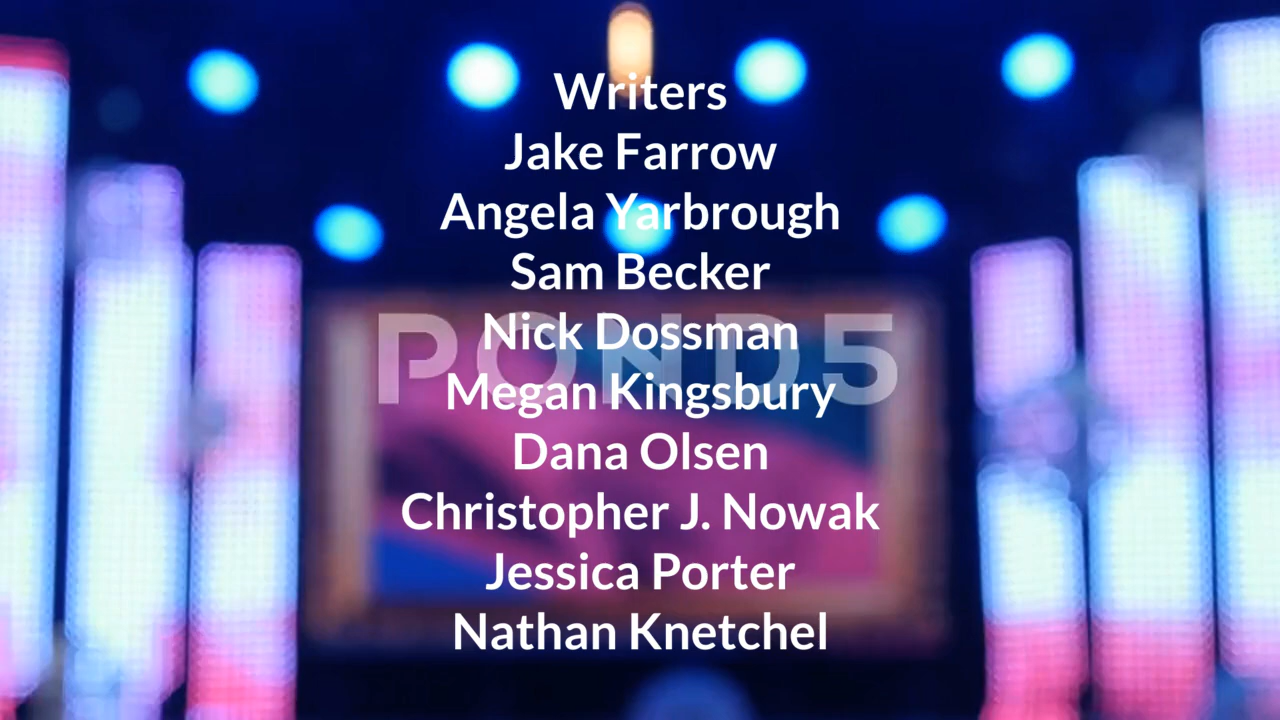 Writers
Jake Farrow
Angela Yarbrough
Sam Becker
Nick Dossman
POND5
Megan Kingsbury
Dana Olsen
Christopher J. Nowak
Jessica Porter
Nathan Knetchel